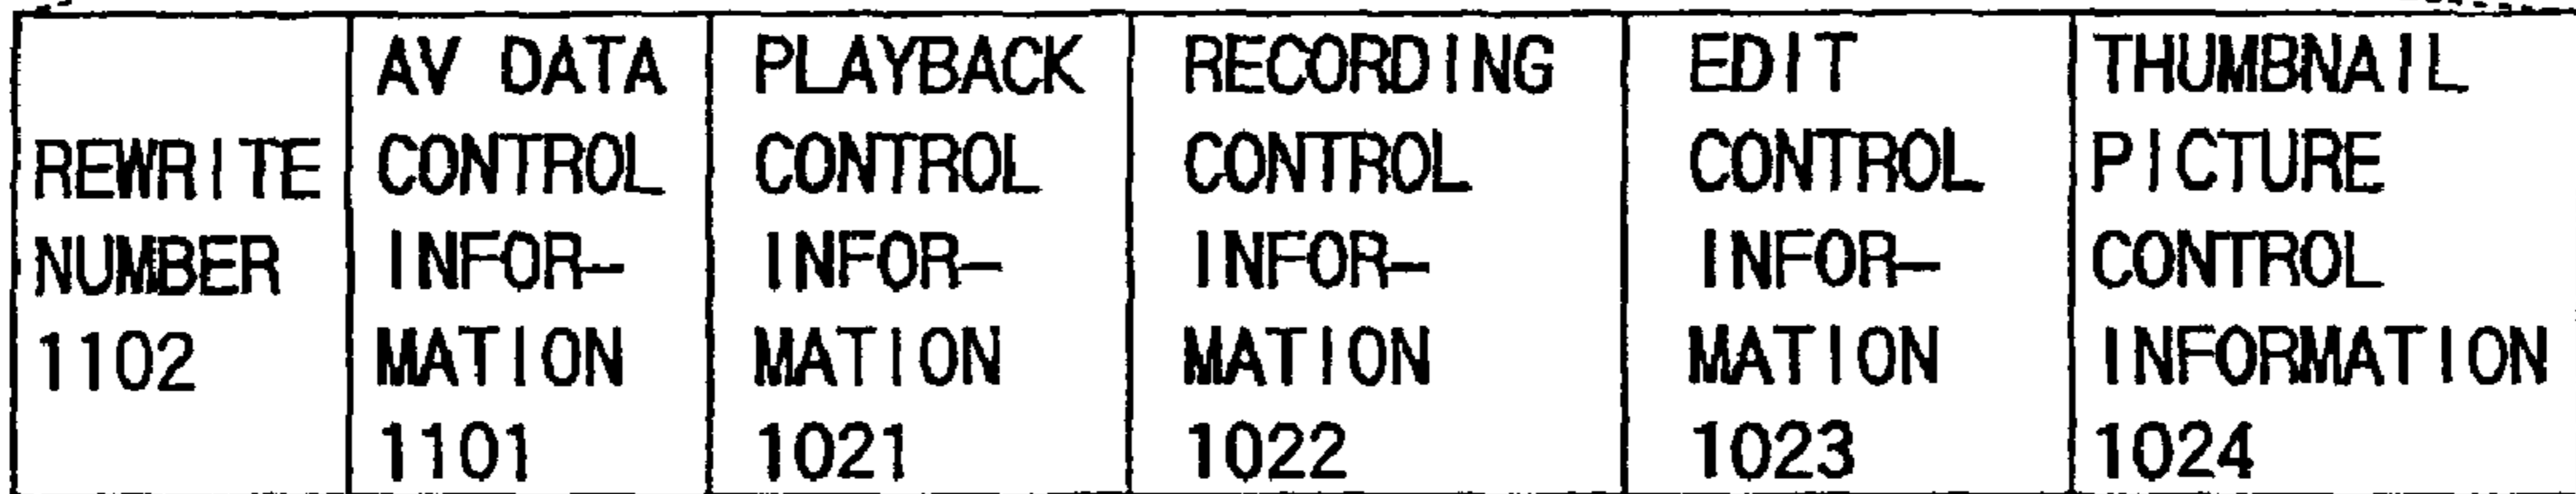 REWRITE
NUMBER
1102
AV DATA
CONTROL
INFOR-
MATION
1101
PLAYBACK
CONTROL
INFOR-
MATION
1021
RECORDING
CONTROL
INFOR-
MATION
1022
EDIT
CONTROL
INFOR-
MATION
1023
THUMBNAIL
PICTURE
CONTROL
INFORMATION
1024